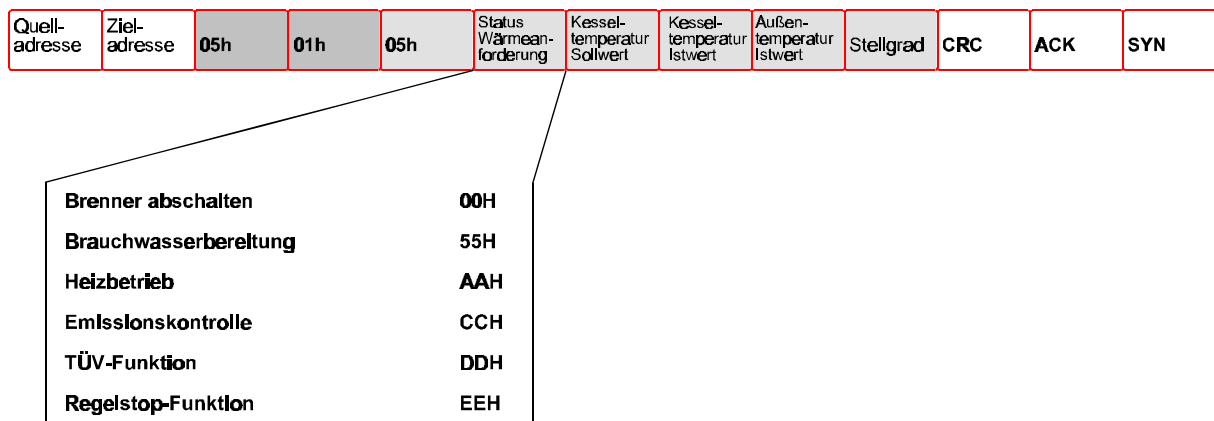 Quell-
adresse
Ziel-
adresse
05h
01h
05h
Status
Wärmean-
forderung
Kessel-
temperatur
Sollwert
Kessel-
temperatur
Istwert
Außen-
temperatur
Istwert
Stellgrad
CRC
ACK
SYN
Brenner abschalten 00H
Brauchwasserbereitung 55H
Heizbetrieb AAH
Emissionskontrolle CCH
TÜV-Funktion DDH
Regelstop-Funktion EEH